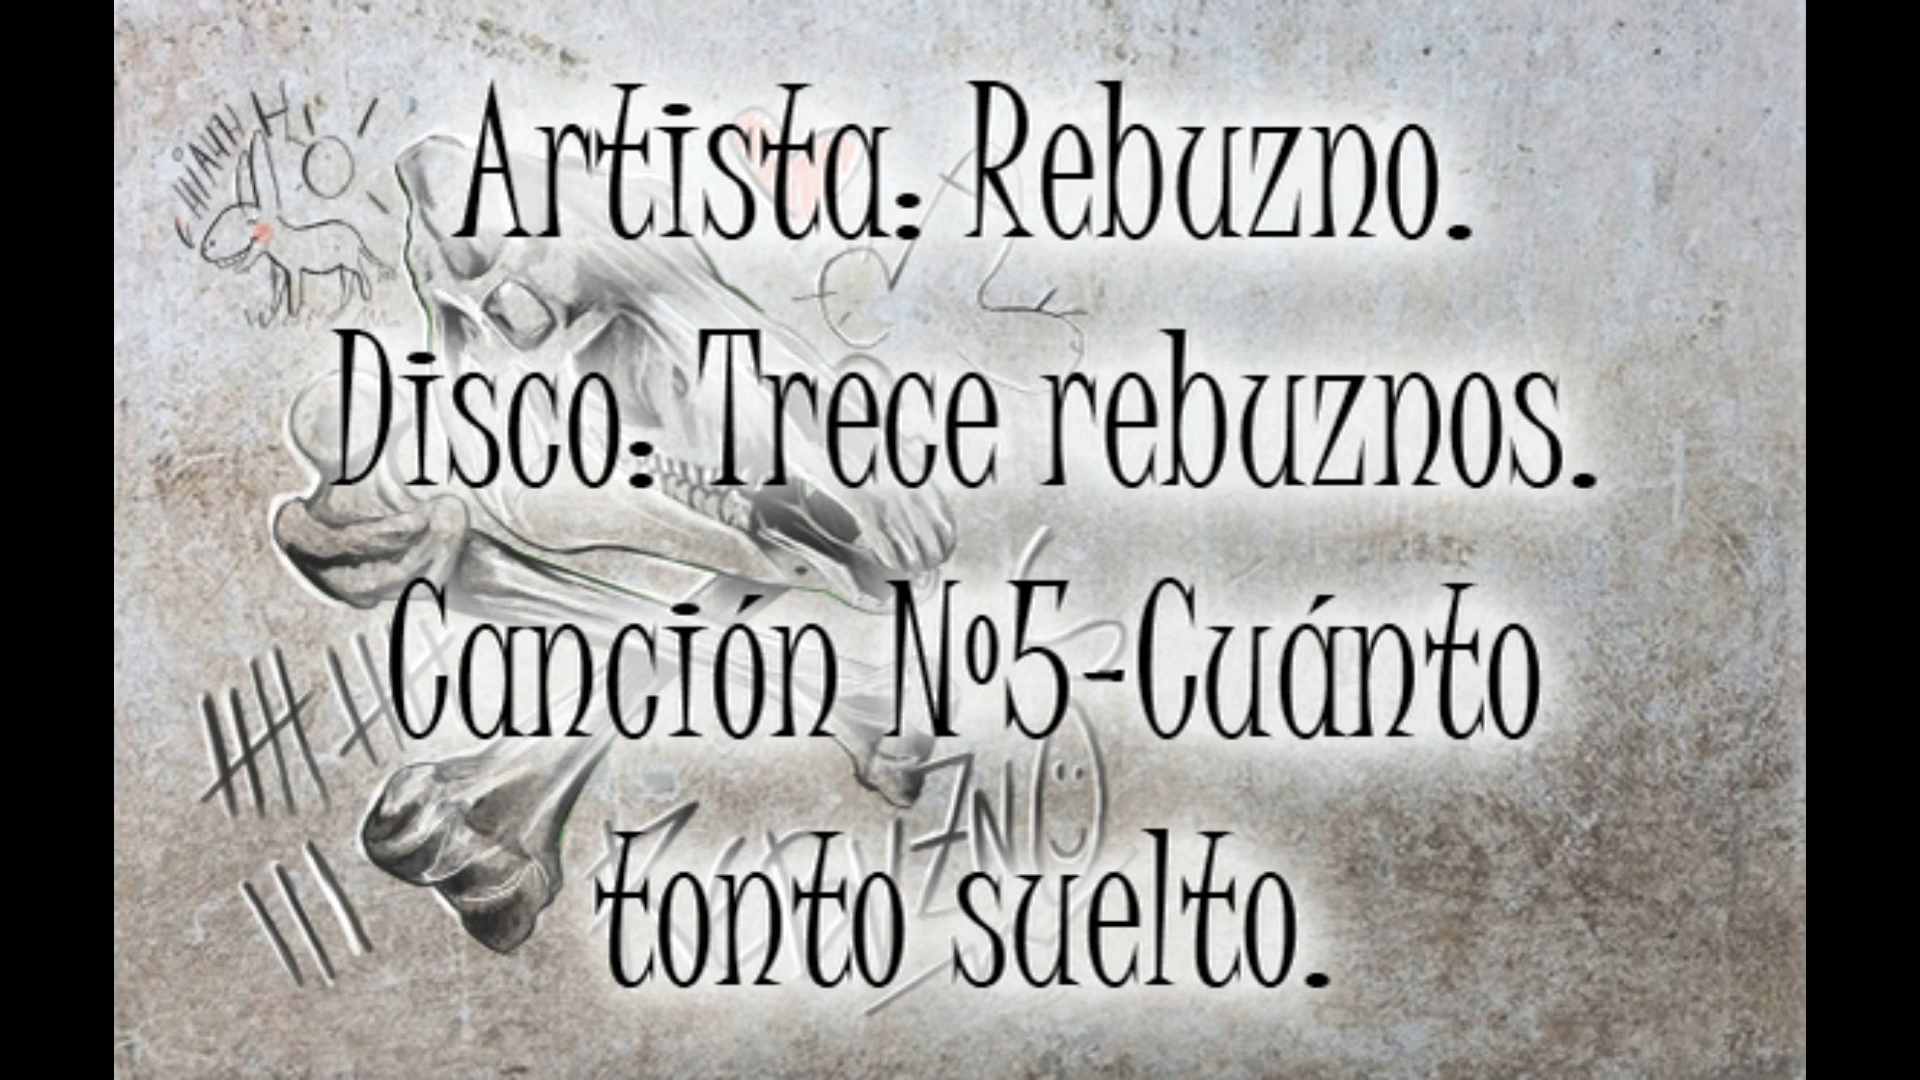 Artista: Rebuzno.
Disco: Trece rebuznos.
Canción Nº5-Cuánto
tonto suelto.